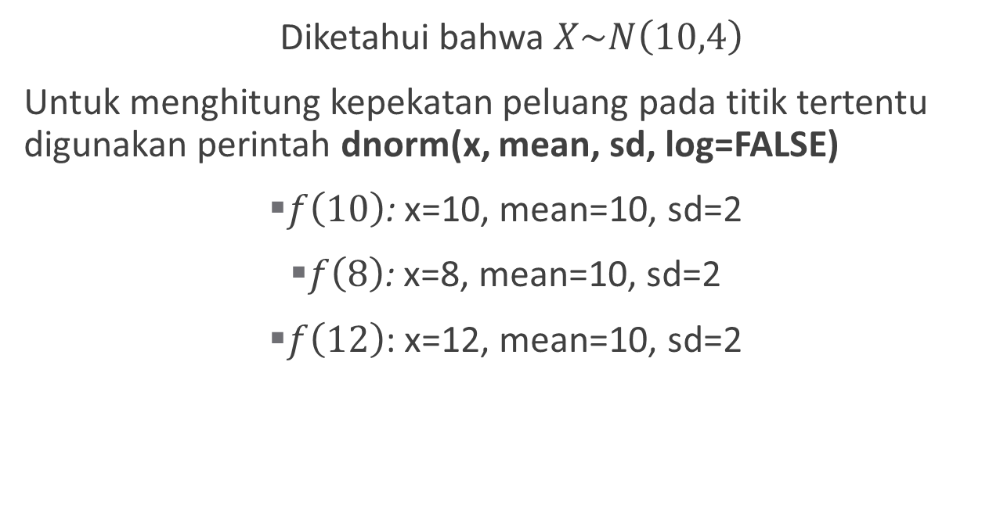 Diketahui bahwa 𝑋~𝑁(10,4)
Untuk menghitung kepekatan peluang pada titik tertentu
digunakan perintah dnorm(x, mean, sd, log=FALSE)
▪𝑓(10): x=10, mean=10, sd=2
▪𝑓(8): x=8, mean=10, sd=2
▪𝑓(12): x=12, mean=10, sd=2